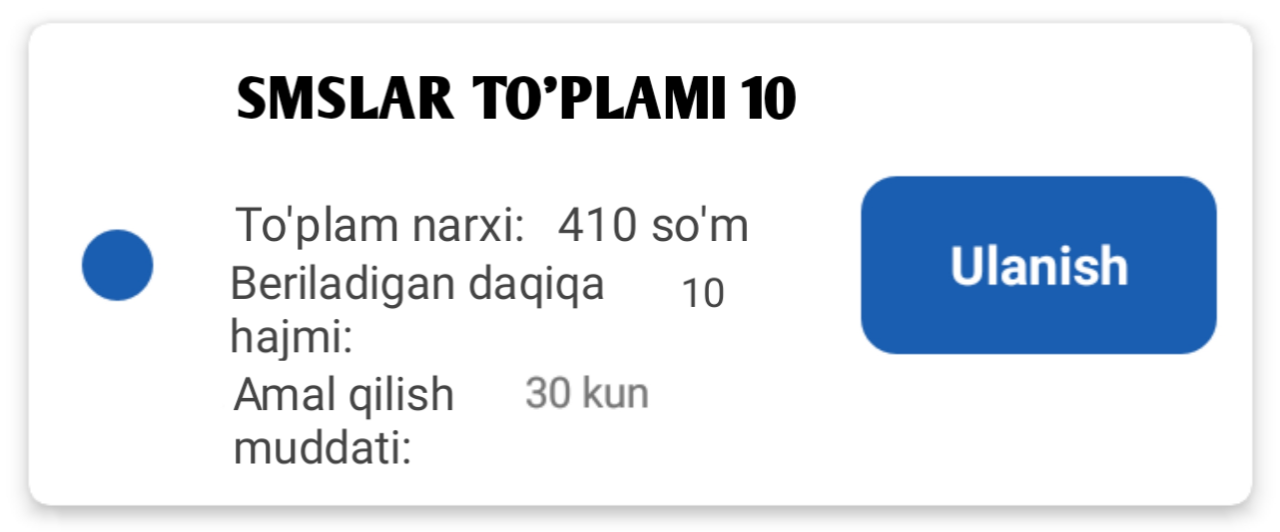 SMSLAR TO’PLAMI 10
To'plam narxi: 410 so'm
Beriladigan daqiqa 10
hajmi:
Amal qilish 30 kun
muddati:
Ulanish